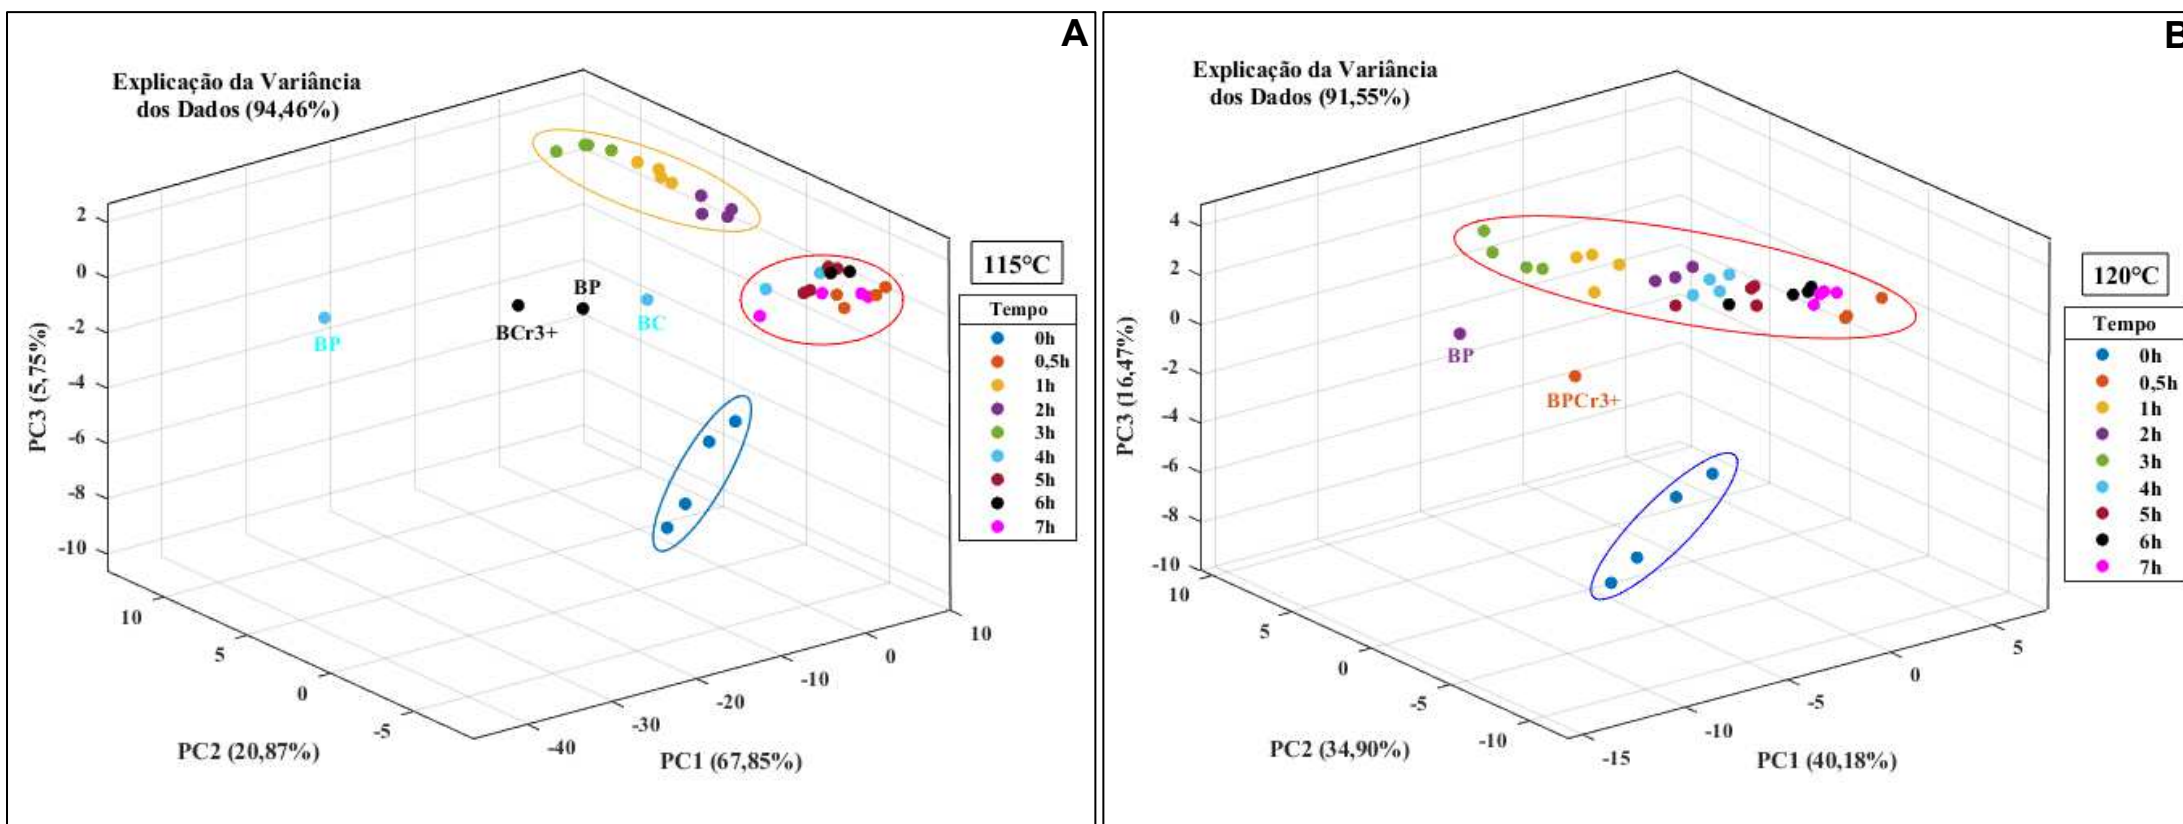 A
Explicação da Variância
dos Dados (94,46%)
2
0
-2
-4
-6
-8
-10
PC3 (5,75%)
10
5
0
-5
PC2 (20,87%)
-40
-30
-20
-10
0
10
PC1 (67,85%)
BP
BCr3+
BP
BC
115°C
Tempo
0h
0,5h
1h
2h
3h
4h
5h
6h
7h
B
Explicação da Variância
dos Dados (91,55%)
4
2
0
-2
-4
-6
-8
-10
PC3 (16,47%)
10
5
0
-5
-10
PC2 (34,90%)
-15
-10
-5
0
5
PC1 (40,18%)
BP
BPCr3+
120°C
Tempo
0h
0,5h
1h
2h
3h
4h
5h
6h
7h